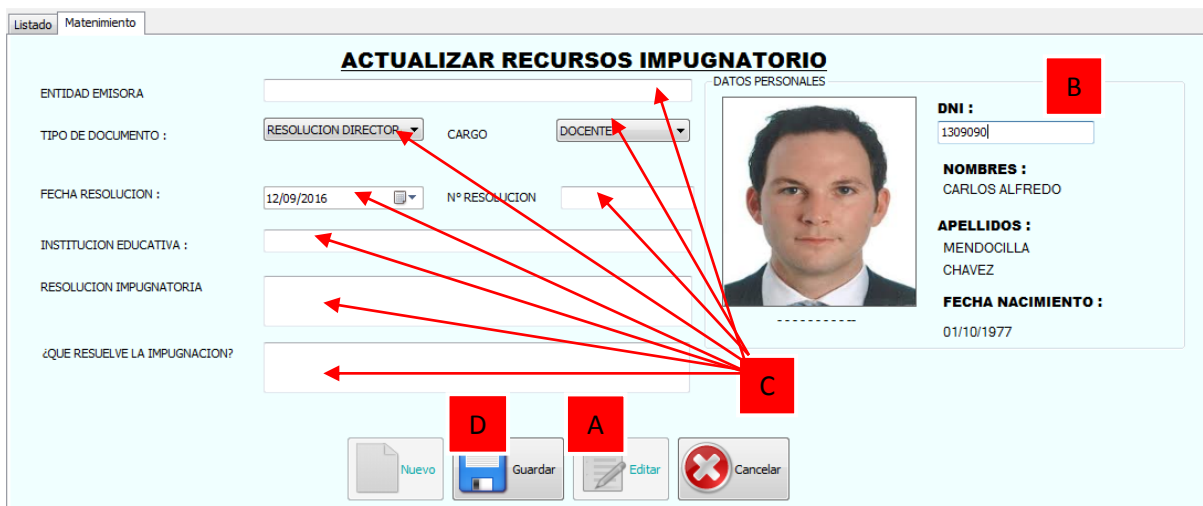 Listado Matenimiento
ACTUALIZAR RECURSOS IMPUGNATORIO
ENTIDAD EMISORA
TIPO DE DOCUMENTO : RESOLUCION DIRECTOR CARGO DOCENTE
FECHA RESOLUCION : 12/09/2016 Nº RESOLUCION
INSTITUCION EDUCATIVA :
RESOLUCION IMPUGNATORIA
¿QUE RESUELVE LA IMPUGNACION?
DATOS PERSONALES
B
DNI :
1309090
NOMBRES :
CARLOS ALFREDO
APELLIDOS :
MENDOCILLA
CHAVEZ
FECHA NACIMIENTO :
01/10/1977
----------
C
D A
Nuevo Guardar Editar Cancelar